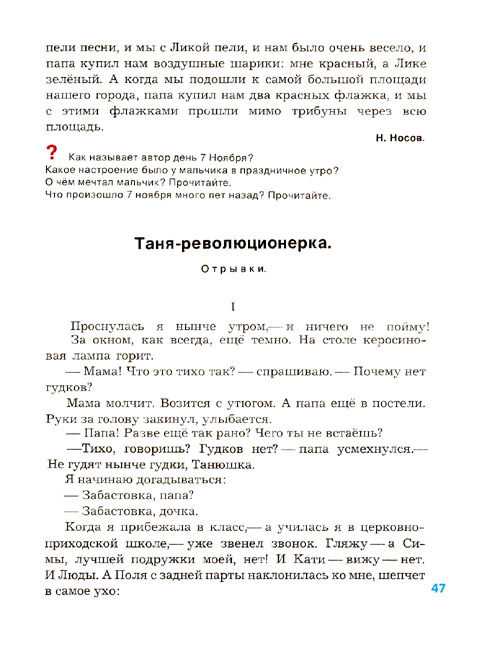 пели песни, и мы с Ликой пели, и нам было очень весело, и
папа купил нам воздушные шарики: мне красный, а Лике
зелёный. А когда мы подошли к самой большой площади
нашего города, папа купил нам два красных флажка, и мы
с этими флажками прошли мимо трибуны через всю
площадь.
Н. Носов.
? Как называет автор день 7 Ноября?
Какое настроение было у мальчика в праздничное утро?
О чём мечтал мальчик? Прочитайте.
Что произошло 7 ноября много лет назад? Прочитайте.
Таня-революционерка.
Отрывки.
I
Проснулась я нынче утром,— и ничего не пойму!
За окном, как всегда, ещё темно. На столе керосино-
вая лампа горит.
— Мама! Что это тихо так? — спрашиваю. — Почему нет
гудков?
Мама молчит. Возится с утюгом. А папа ещё в постели.
Руки за голову закинул, улыбается.
— Папа! Разве ещё так рано? Чего ты не встаёшь?
—Тихо, говоришь? Гудков нет? — папа усмехнулся.—
Не гудят нынче гудки, Танюшка.
Я начинаю догадываться:
— Забастовка, папа?
— Забастовка, дочка.
Когда я прибежала в класс,— а училась я в церковно-
приходской школе,— уже звенел звонок. Гляжу — а Си-
мы, лучшей подружки моей, нет! И Кати — вижу — нет.
И Люды. А Поля с задней парты наклонилась ко мне, шепчет
в самое ухо:
47